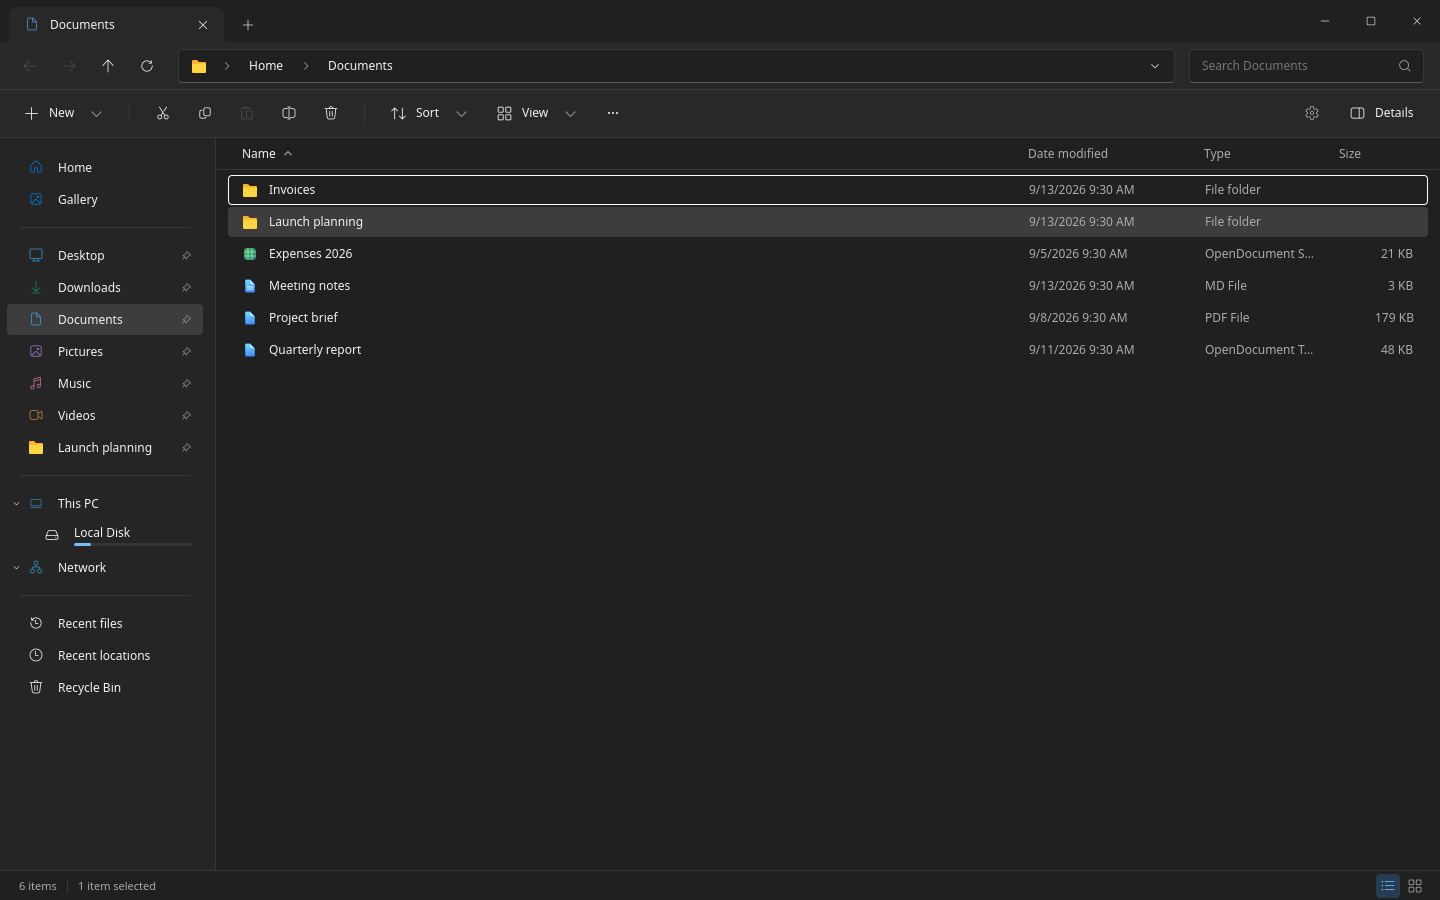 Documents
Home
Documents
Search Documents
New
Sort
View
Details
Home
Gallery
Desktop
Downloads
Documents
Pictures
Music
Videos
Launch planning
This PC
Local Disk
Network
Recent files
Recent locations
Recycle Bin
Name Date modified Type Size
Invoices 9/13/2026 9:30 AM File folder
Launch planning 9/13/2026 9:30 AM File folder
Expenses 2026 9/5/2026 9:30 AM OpenDocument S... 21 KB
Meeting notes 9/13/2026 9:30 AM MD File 3 KB
Project brief 9/8/2026 9:30 AM PDF File 179 KB
Quarterly report 9/11/2026 9:30 AM OpenDocument T... 48 KB
6 items 1 item selected